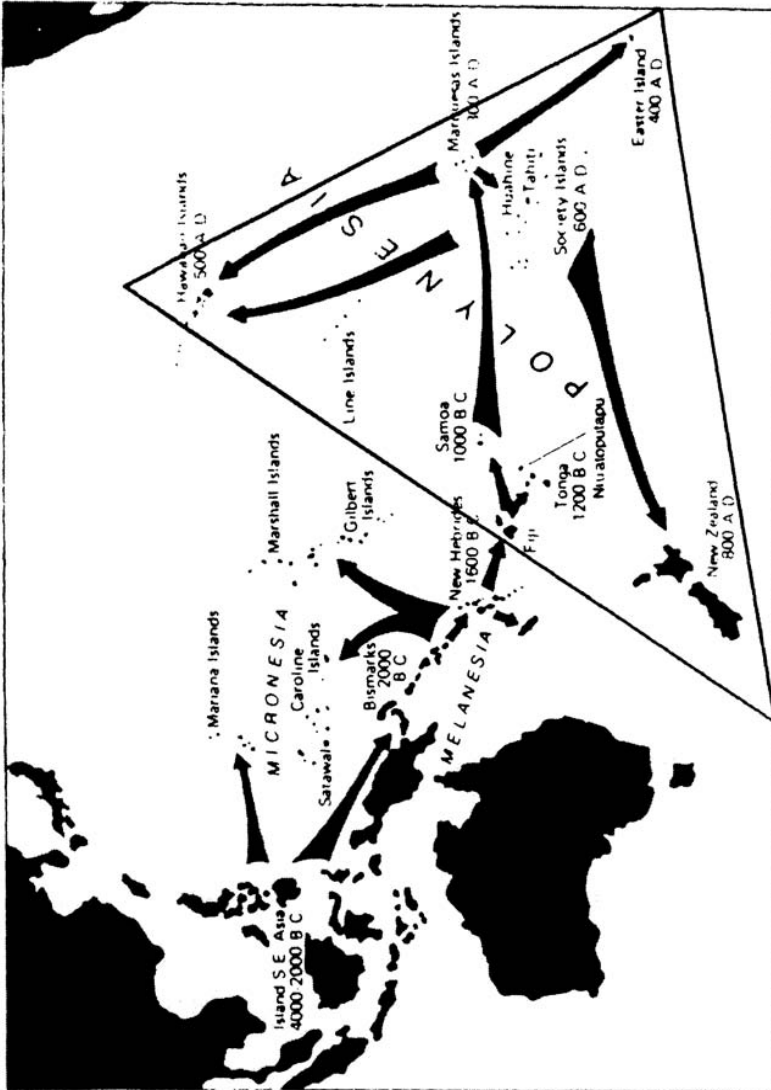 Island S E Asia
4000-2000 B C
Mariana Islands
MICRONESIA
Caroline
Islands
Satawal
Marshall Islands
Gilbert
Islands
Bismarks
2000
B C
MELANESIA
New Hebrides
1600 B C
Fiji
Line Islands
Hawaiian Islands
500 A D
Samoa
1000 B C
Tonga
1200 B C
Niuatoputapu
POLYNESIA
Marquesas Islands
300 A D
Huahine
Tahiti
Society Islands
600 A D
Easter Island
400 A D
New Zealand
800 A D